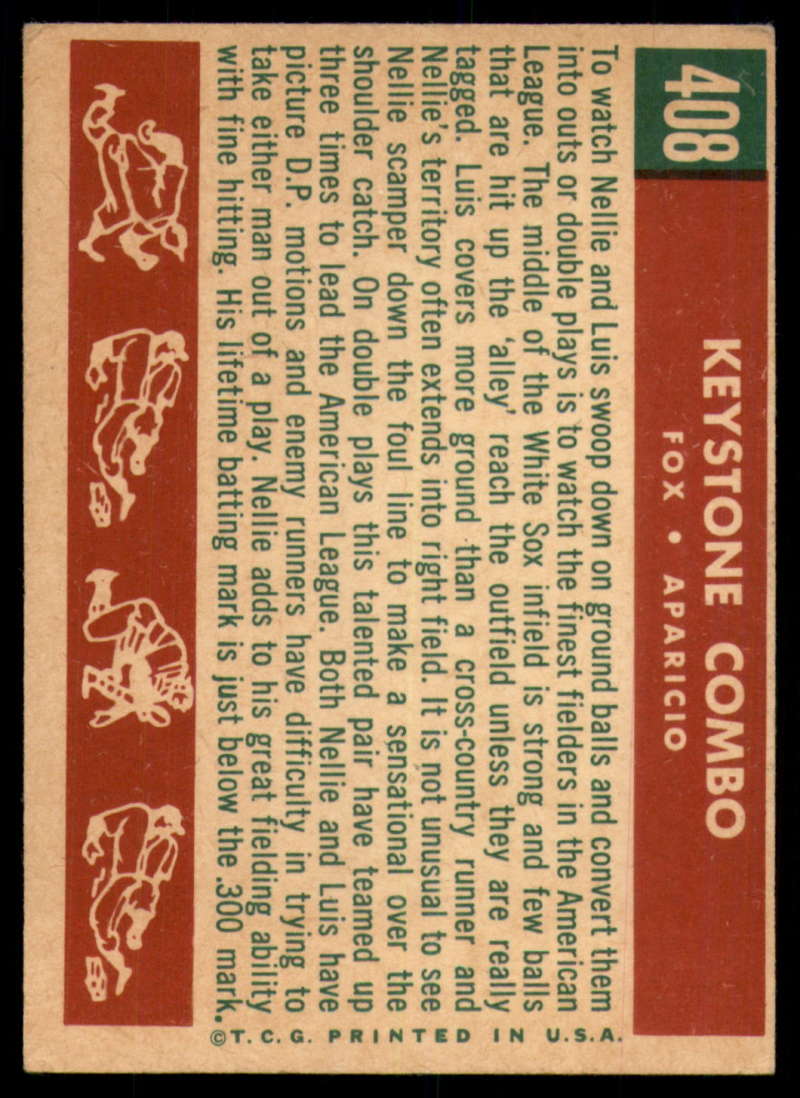 408
KEYSTONE COMBO
FOX • APARICIO
To watch Nellie and Luis swoop down on ground balls and convert them
into outs or double plays is to watch the finest fielders in the American
League. The middle of the White Sox infield is strong and few balls
that are hit up the 'alley' reach the outfield unless they are really
tagged. Luis covers more ground than a cross-country runner and
Nellie's territory often extends into right field. It is not unusual to see
Nellie scamper down the foul line to make a sensational over the
shoulder catch. On double plays this talented pair have teamed up
three times to lead the American League. Both Nellie and Luis have
picture D.P. motions and enemy runners have difficulty in trying to
take either man out of a play. Nellie adds to his great fielding ability
with fine hitting. His lifetime batting mark is just below the .300 mark.
©T.C.G. PRINTED IN U.S.A.